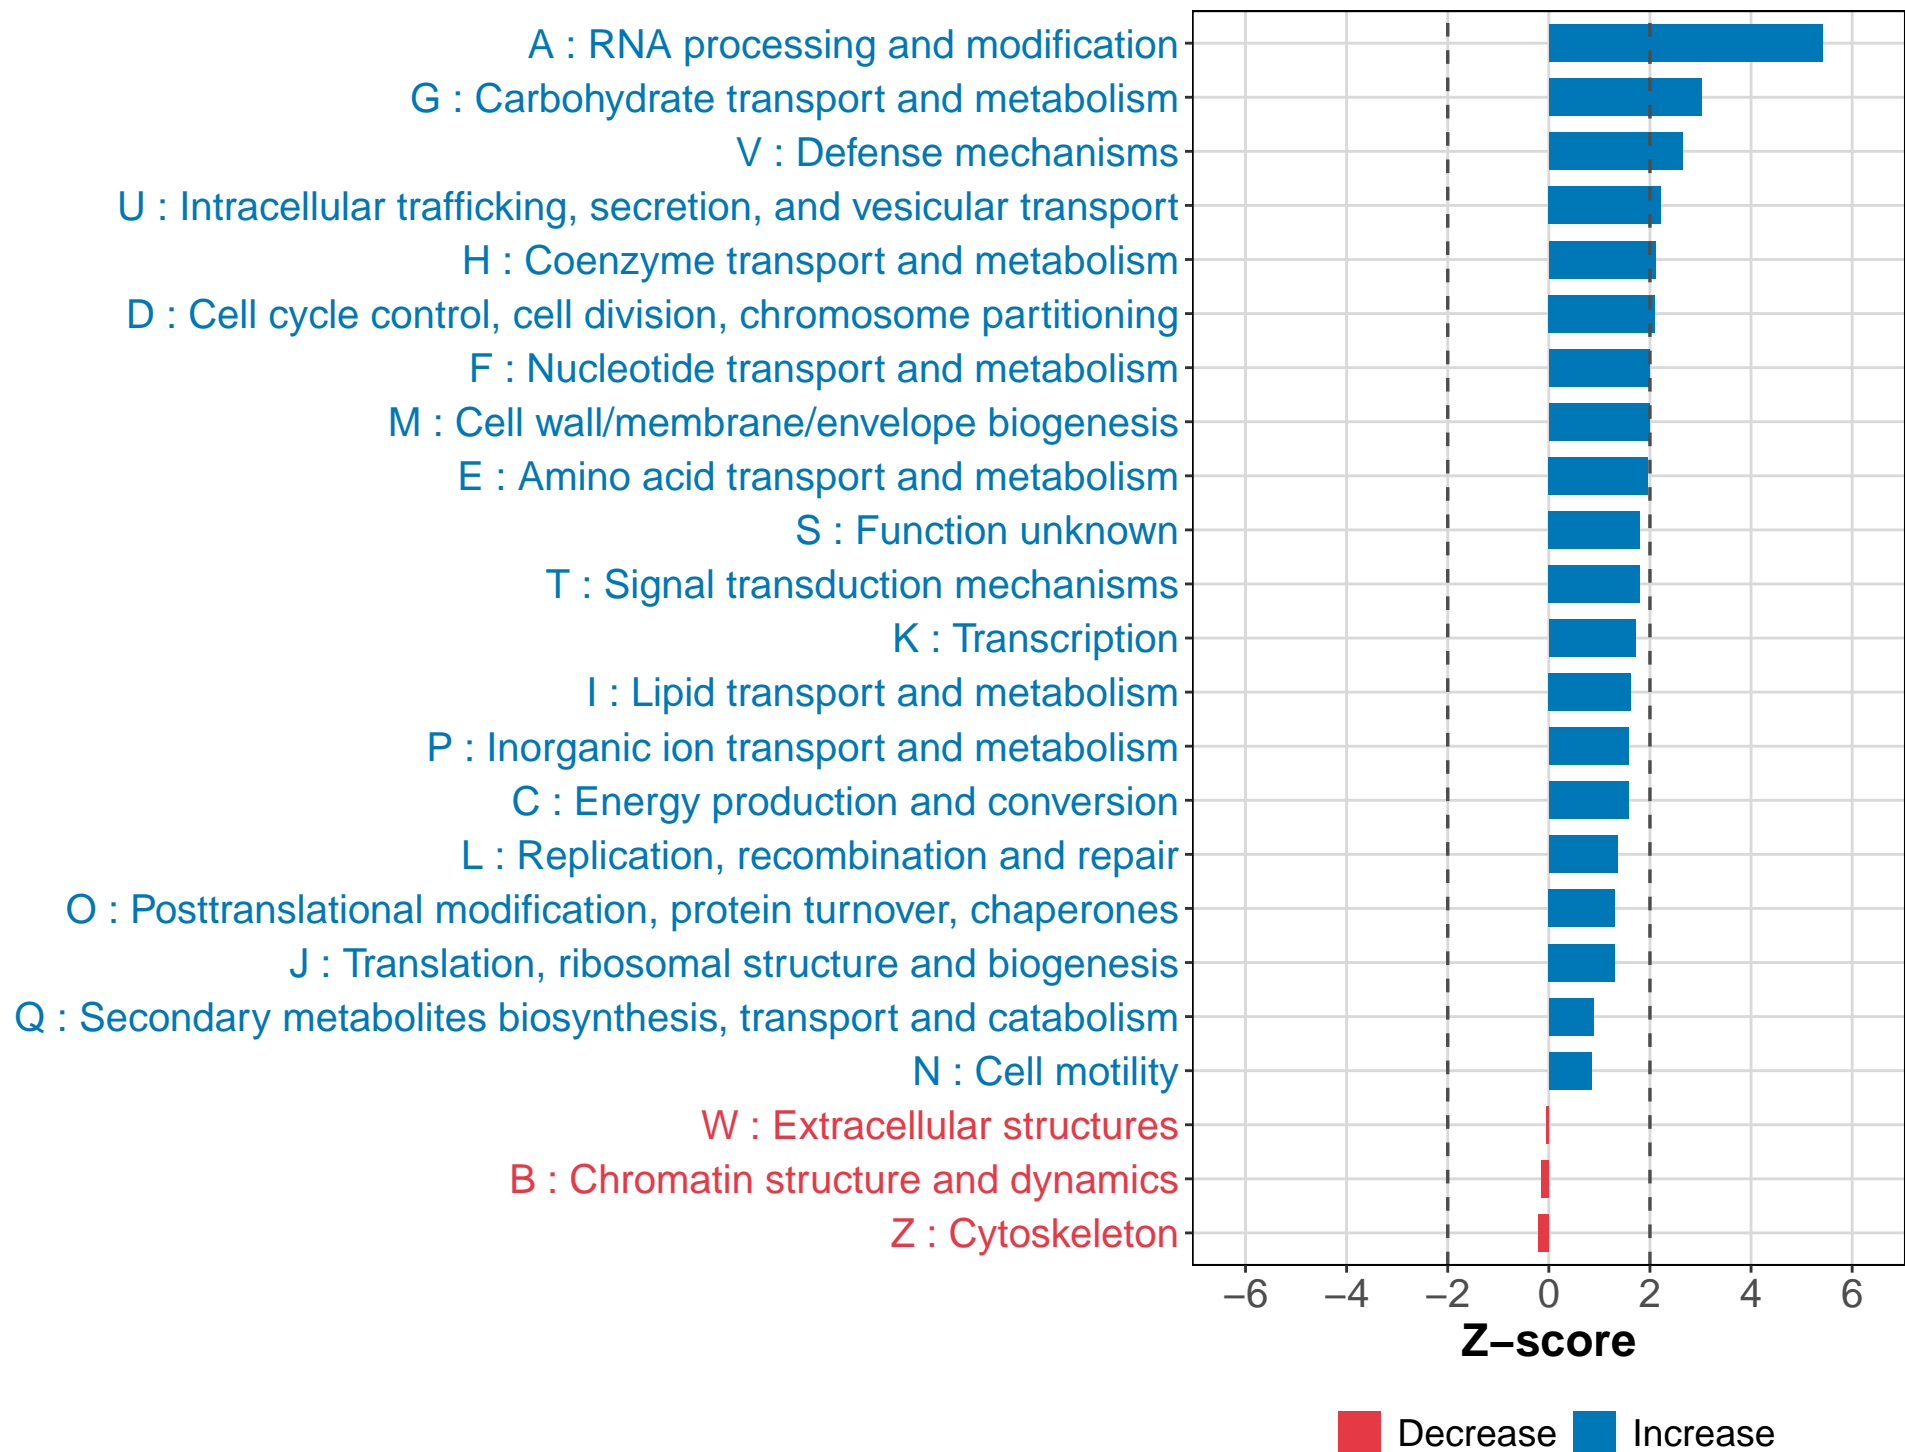 A : RNA processing and modification
G : Carbohydrate transport and metabolism
V : Defense mechanisms
U : Intracellular trafficking, secretion, and vesicular transport
H : Coenzyme transport and metabolism
D : Cell cycle control, cell division, chromosome partitioning
F : Nucleotide transport and metabolism
M : Cell wall/membrane/envelope biogenesis
E : Amino acid transport and metabolism
S : Function unknown
T : Signal transduction mechanisms
K : Transcription
I : Lipid transport and metabolism
P : Inorganic ion transport and metabolism
C : Energy production and conversion
L : Replication, recombination and repair
O : Posttranslational modification, protein turnover, chaperones
J : Translation, ribosomal structure and biogenesis
Q : Secondary metabolites biosynthesis, transport and catabolism
N : Cell motility
W : Extracellular structures
B : Chromatin structure and dynamics
Z : Cytoskeleton
−6 −4 −2 0 2 4 6
Z−score
Decrease Increase